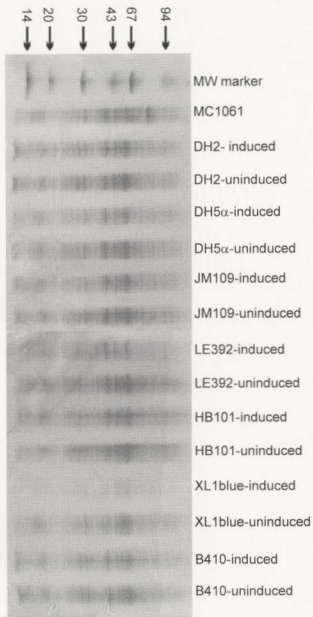 14 20 30 43 67 94
MW marker
MC1061
DH2- induced
DH2-uninduced
DH5α-induced
DH5α-uninduced
JM109-induced
JM109-uninduced
LE392-induced
LE392-uninduced
HB101-induced
HB101-uninduced
XL1blue-induced
XL1blue-uninduced
B410-induced
B410-uninduced